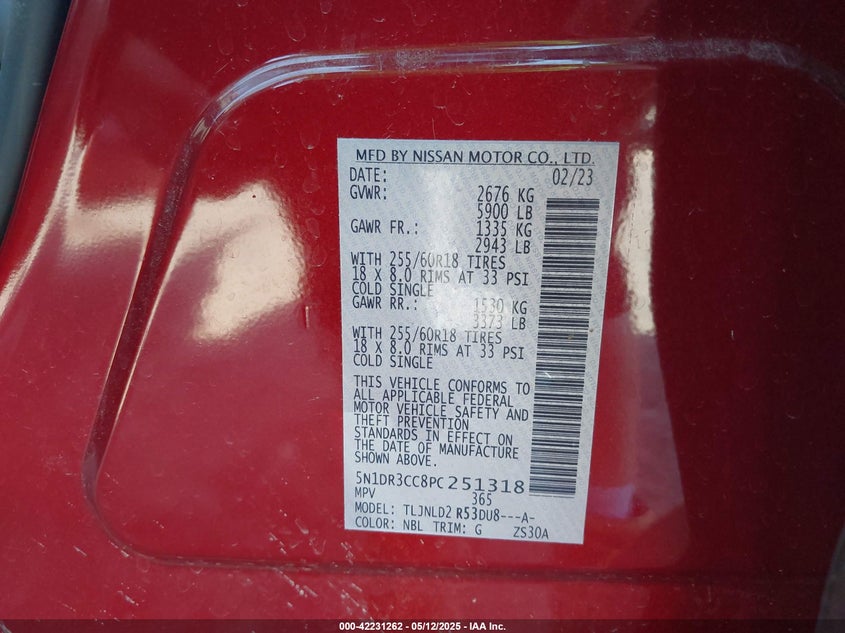 MFD BY NISSAN MOTOR CO., LTD.
DATE: 02/23
GVWR: 2676 KG
5900 LB
GAWR FR.: 1335 KG
2943 LB
WITH 255/60R18 TIRES
18 X 8.0 RIMS AT 33 PSI
COLD SINGLE
GAWR RR.: 1530 KG
3373 LB
WITH 255/60R18 TIRES
18 X 8.0 RIMS AT 33 PSI
COLD SINGLE
THIS VEHICLE CONFORMS TO
ALL APPLICABLE FEDERAL
MOTOR VEHICLE SAFETY AND
THEFT PREVENTION
STANDARDS IN EFFECT ON
THE DATE OF MANUFACTURE
SHOWN ABOVE.
5N1DR3CC8PC251318
MPV 365
MODEL: TLJNLD2 R53DU8---A-
COLOR: NBL TRIM: G ZS30A
000-42231262 - 05/12/2025 - IAA Inc.